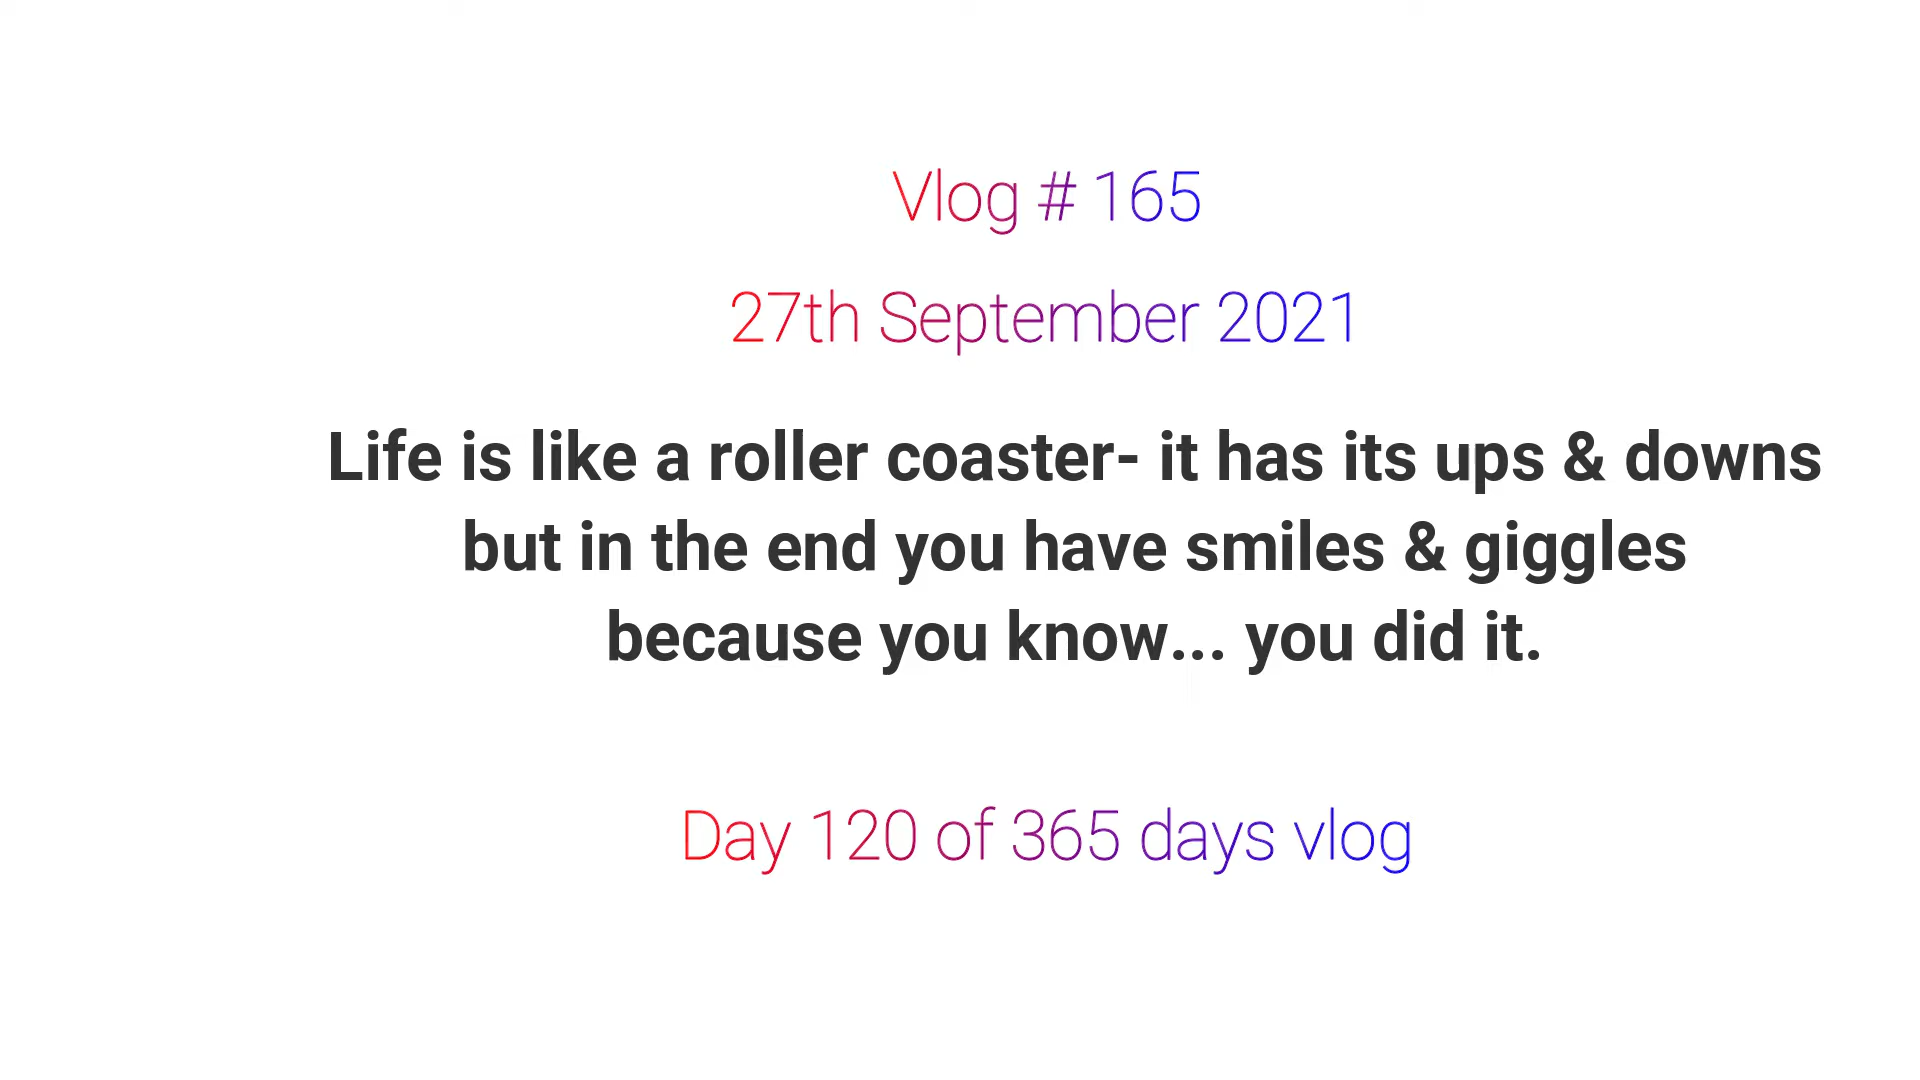 Vlog # 165
27th September 2021
Life is like a roller coaster- it has its ups & downs
but in the end you have smiles & giggles
because you know... you did it.
Day 120 of 365 days vlog